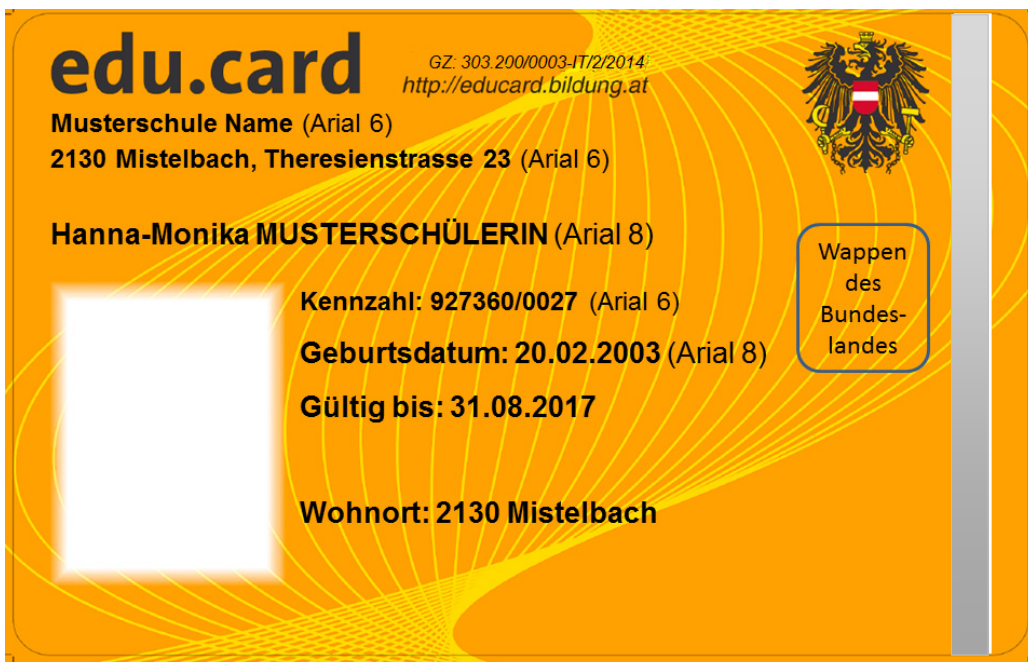 edu.card
GZ: 303.200/0003-IT/2/2014
http://educard.bildung.at
Musterschule Name (Arial 6)
2130 Mistelbach, Theresienstrasse 23 (Arial 6)
Hanna-Monika MUSTERSCHÜLERIN (Arial 8)
Wappen
des
Bundes-
landes
Kennzahl: 927360/0027 (Arial 6)
Geburtsdatum: 20.02.2003 (Arial 8)
Gültig bis: 31.08.2017
Wohnort: 2130 Mistelbach